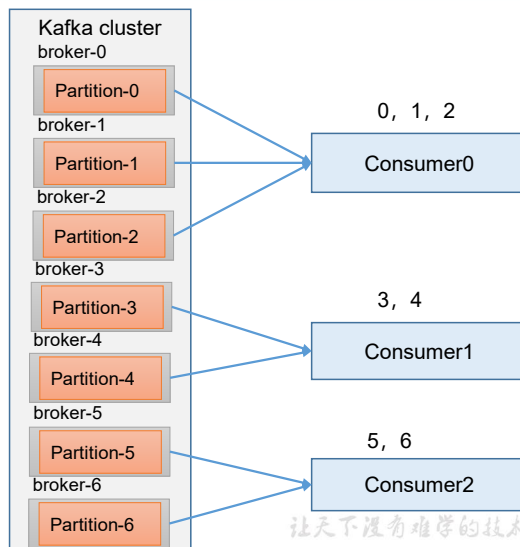 Kafka cluster
broker-0
Partition-0
broker-1
Partition-1
broker-2
Partition-2
broker-3
Partition-3
broker-4
Partition-4
broker-5
Partition-5
broker-6
Partition-6
0，1，2
Consumer0
3，4
Consumer1
5，6
Consumer2
让天下没有难学的技术